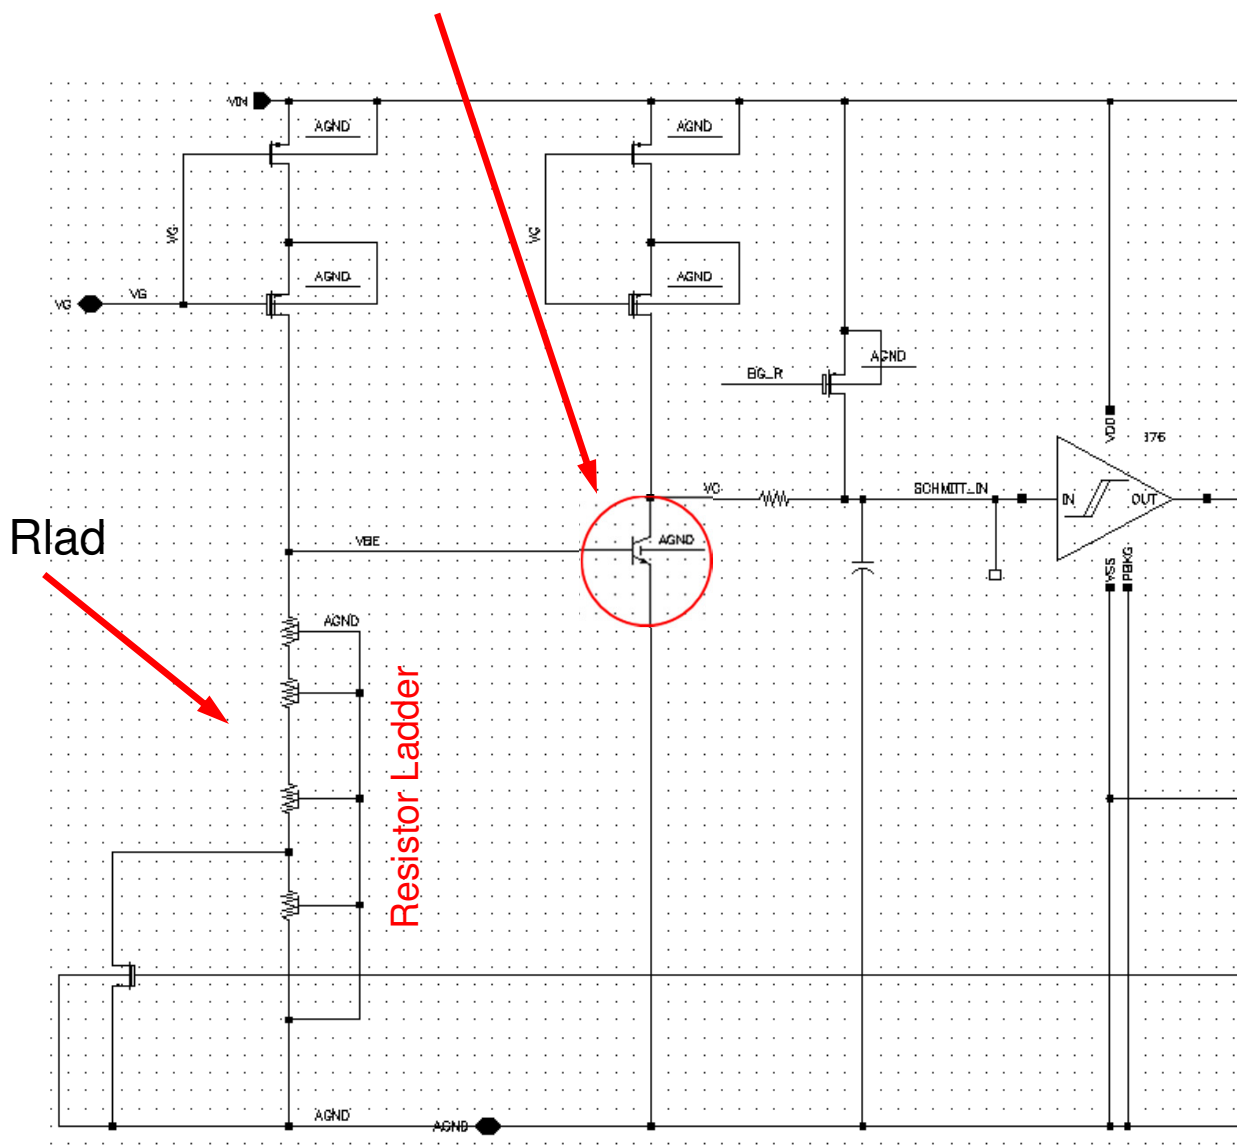 VIN
AGND
AGND
VG
VG
AGND
AGND
VG
VG
AGND
BG_R
VDD
376
VC
SCHMITT_IN
IN
OUT
Rlad
VBE
AGND
VSS
PBKG
AGND
Resistor Ladder
AGND
AGND